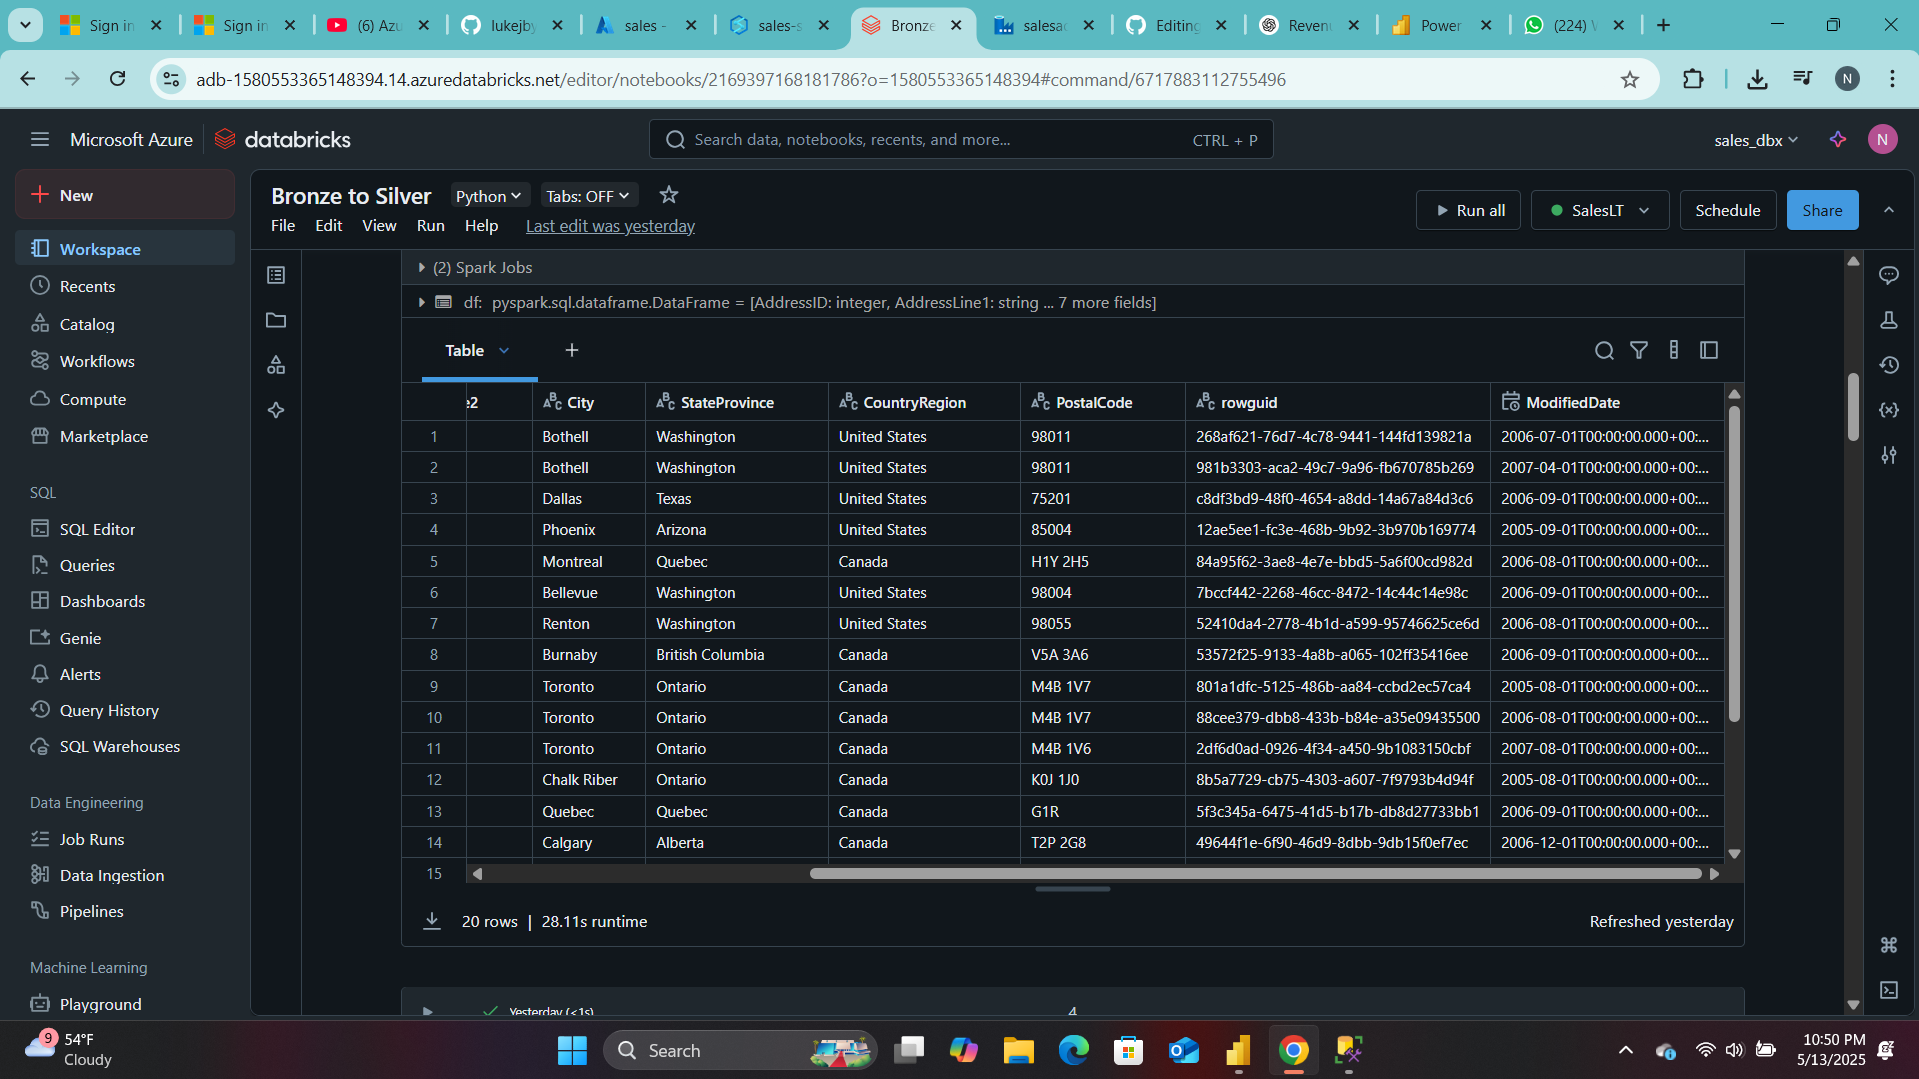 Sign in
Sign in
(6) Azu
lukejby
sales -
sales-s
Bronze
salesac
Editing
Reven
Power
(224) W
adb-1580553365148394.14.azuredatabricks.net/editor/notebooks/2169397168181786?o=1580553365148394#command/6717883112755496
N
Microsoft Azure
databricks
Search data, notebooks, recents, and more...
CTRL + P
sales_dbx
N
New
Workspace
Recents
Catalog
Workflows
Compute
Marketplace
SQL
SQL Editor
Queries
Dashboards
Genie
Alerts
Query History
SQL Warehouses
Data Engineering
Job Runs
Data Ingestion
Pipelines
Machine Learning
Playground
Bronze to Silver
Python
Tabs: OFF
File Edit View Run Help Last edit was yesterday
Run all
SalesLT
Schedule
Share
(2) Spark Jobs
df: pyspark.sql.dataframe.DataFrame = [AddressID: integer, AddressLine1: string ... 7 more fields]
Table
e2 City StateProvince CountryRegion PostalCode rowguid ModifiedDate
1 Bothell Washington United States 98011 268af621-76d7-4c78-9441-144fd139821a 2006-07-01T00:00:00.000+00:...
2 Bothell Washington United States 98011 981b3303-aca2-49c7-9a96-fb670785b269 2007-04-01T00:00:00.000+00:...
3 Dallas Texas United States 75201 c8df3bd9-48f0-4654-a8dd-14a67a84d3c6 2006-09-01T00:00:00.000+00:...
4 Phoenix Arizona United States 85004 12ae5ee1-fc3e-468b-9b92-3b970b169774 2005-09-01T00:00:00.000+00:...
5 Montreal Quebec Canada H1Y 2H5 84a95f62-3ae8-4e7e-bbd5-5a6f00cd982d 2006-08-01T00:00:00.000+00:...
6 Bellevue Washington United States 98004 7bccf442-2268-46cc-8472-14c44c14e98c 2006-09-01T00:00:00.000+00:...
7 Renton Washington United States 98055 52410da4-2778-4b1d-a599-95746625ce6d 2006-08-01T00:00:00.000+00:...
8 Burnaby British Columbia Canada V5A 3A6 53572f25-9133-4a8b-a065-102ff35416ee 2006-09-01T00:00:00.000+00:...
9 Toronto Ontario Canada M4B 1V7 801a1dfc-5125-486b-aa84-ccbd2ec57ca4 2005-08-01T00:00:00.000+00:...
10 Toronto Ontario Canada M4B 1V7 88cee379-dbb8-433b-b84e-a35e09435500 2006-08-01T00:00:00.000+00:...
11 Toronto Ontario Canada M4B 1V6 2df6d0ad-0926-4f34-a450-9b1083150cbf 2007-08-01T00:00:00.000+00:...
12 Chalk Riber Ontario Canada K0J 1J0 8b5a7729-cb75-4303-a607-7f9793b4d94f 2005-08-01T00:00:00.000+00:...
13 Quebec Quebec Canada G1R 5f3c345a-6475-41d5-b17b-db8d27733bb1 2006-09-01T00:00:00.000+00:...
14 Calgary Alberta Canada T2P 2G8 49644f1e-6f90-46d9-8dbb-9db15f0ef7ec 2006-12-01T00:00:00.000+00:...
15
20 rows | 28.11s runtime
Refreshed yesterday
Yesterday (<1s)
4
9
54°F
Cloudy
Search
10:50 PM
5/13/2025